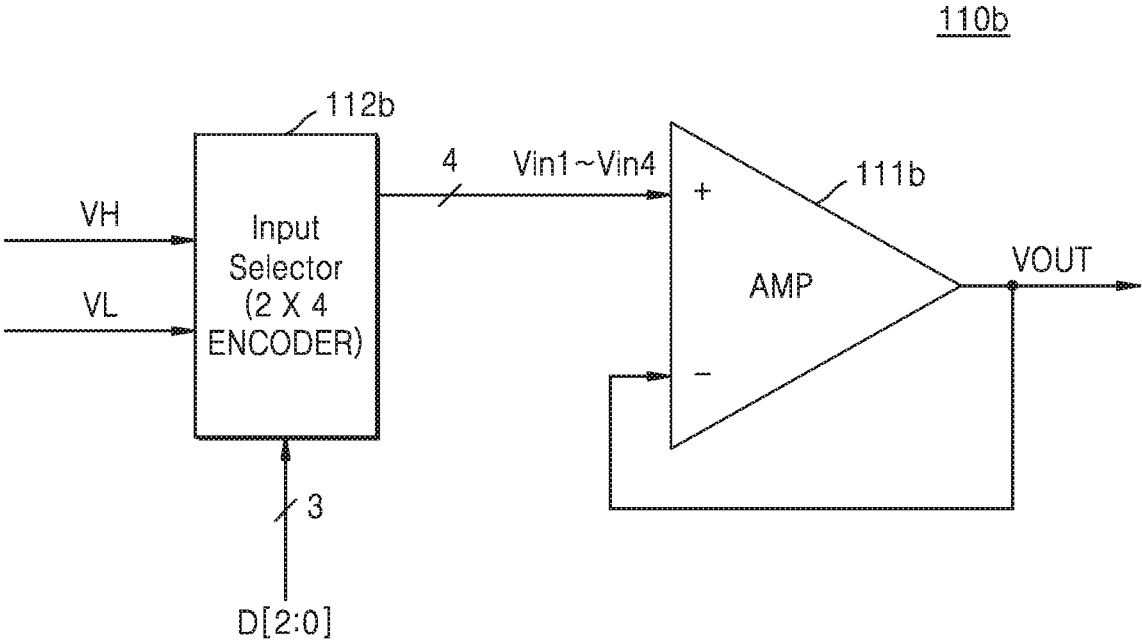 110b
112b
4
Vin1~Vin4
111b
VH
VL
Input
Selector
(2 X 4
ENCODER)
+
AMP
−
VOUT
3
D[2:0]